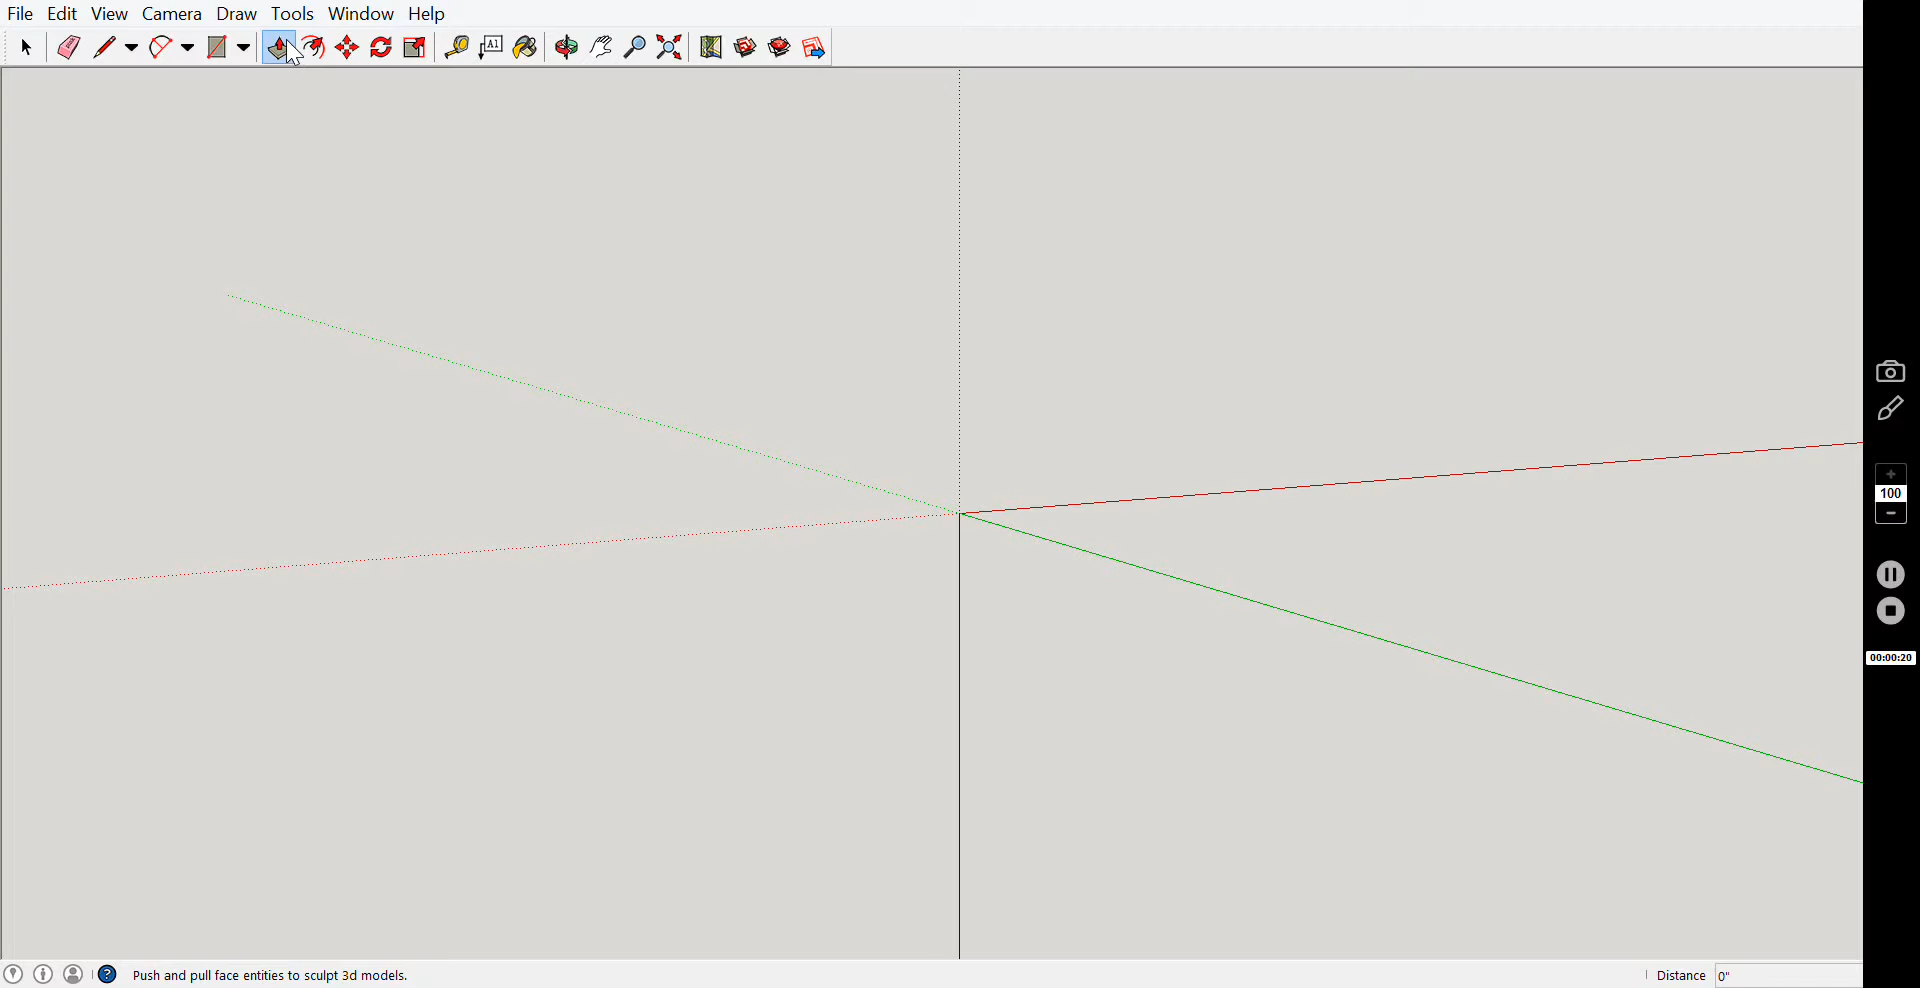 File Edit View Camera Draw Tools Window Help
A1
+
100
−
00:00:20
? Push and pull face entities to sculpt 3d models. Distance 0"